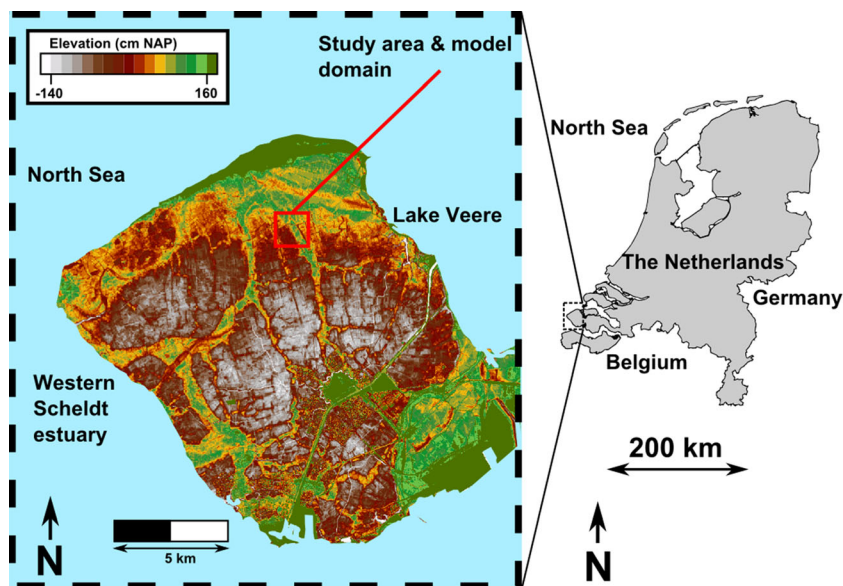 Elevation (cm NAP)
-140
160
Study area & model
domain
North Sea
Lake Veere
Western
Scheldt
estuary
N
5 km
North Sea
The Netherlands
Germany
Belgium
200 km
N